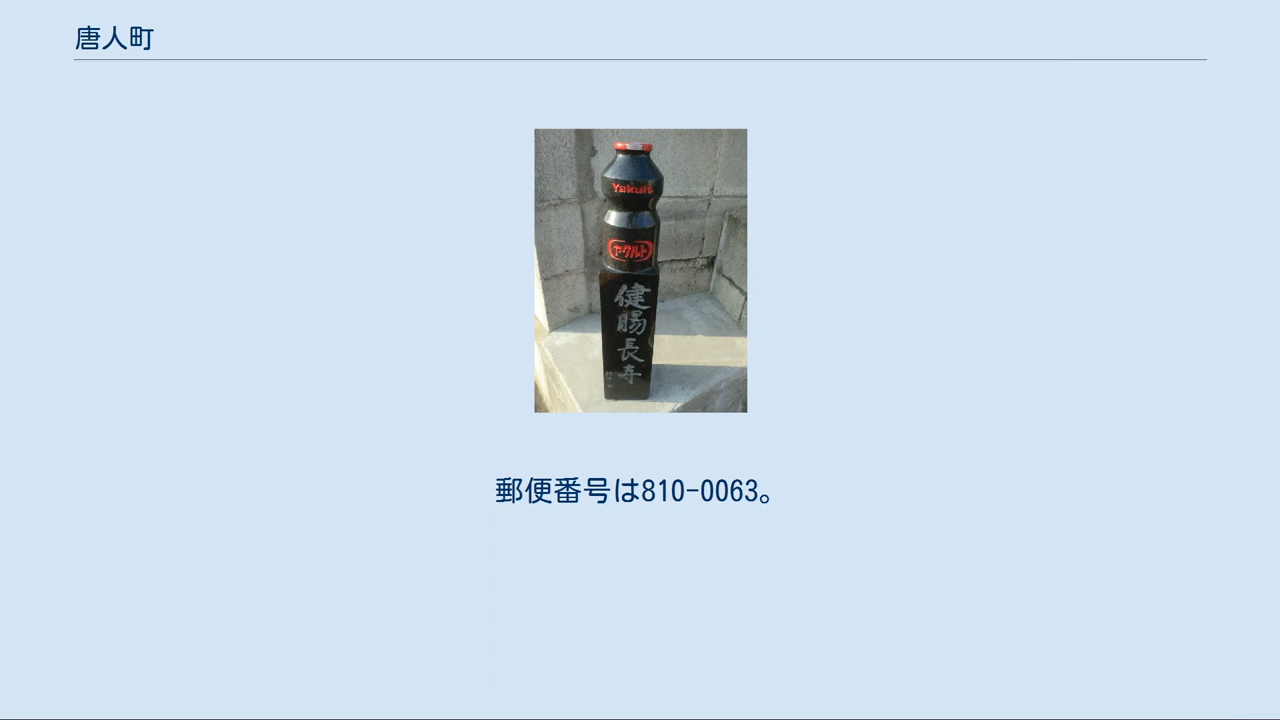 唐人町
Yakult
ヤクルト
健
腸
長
寿
郵便番号は810-0063。